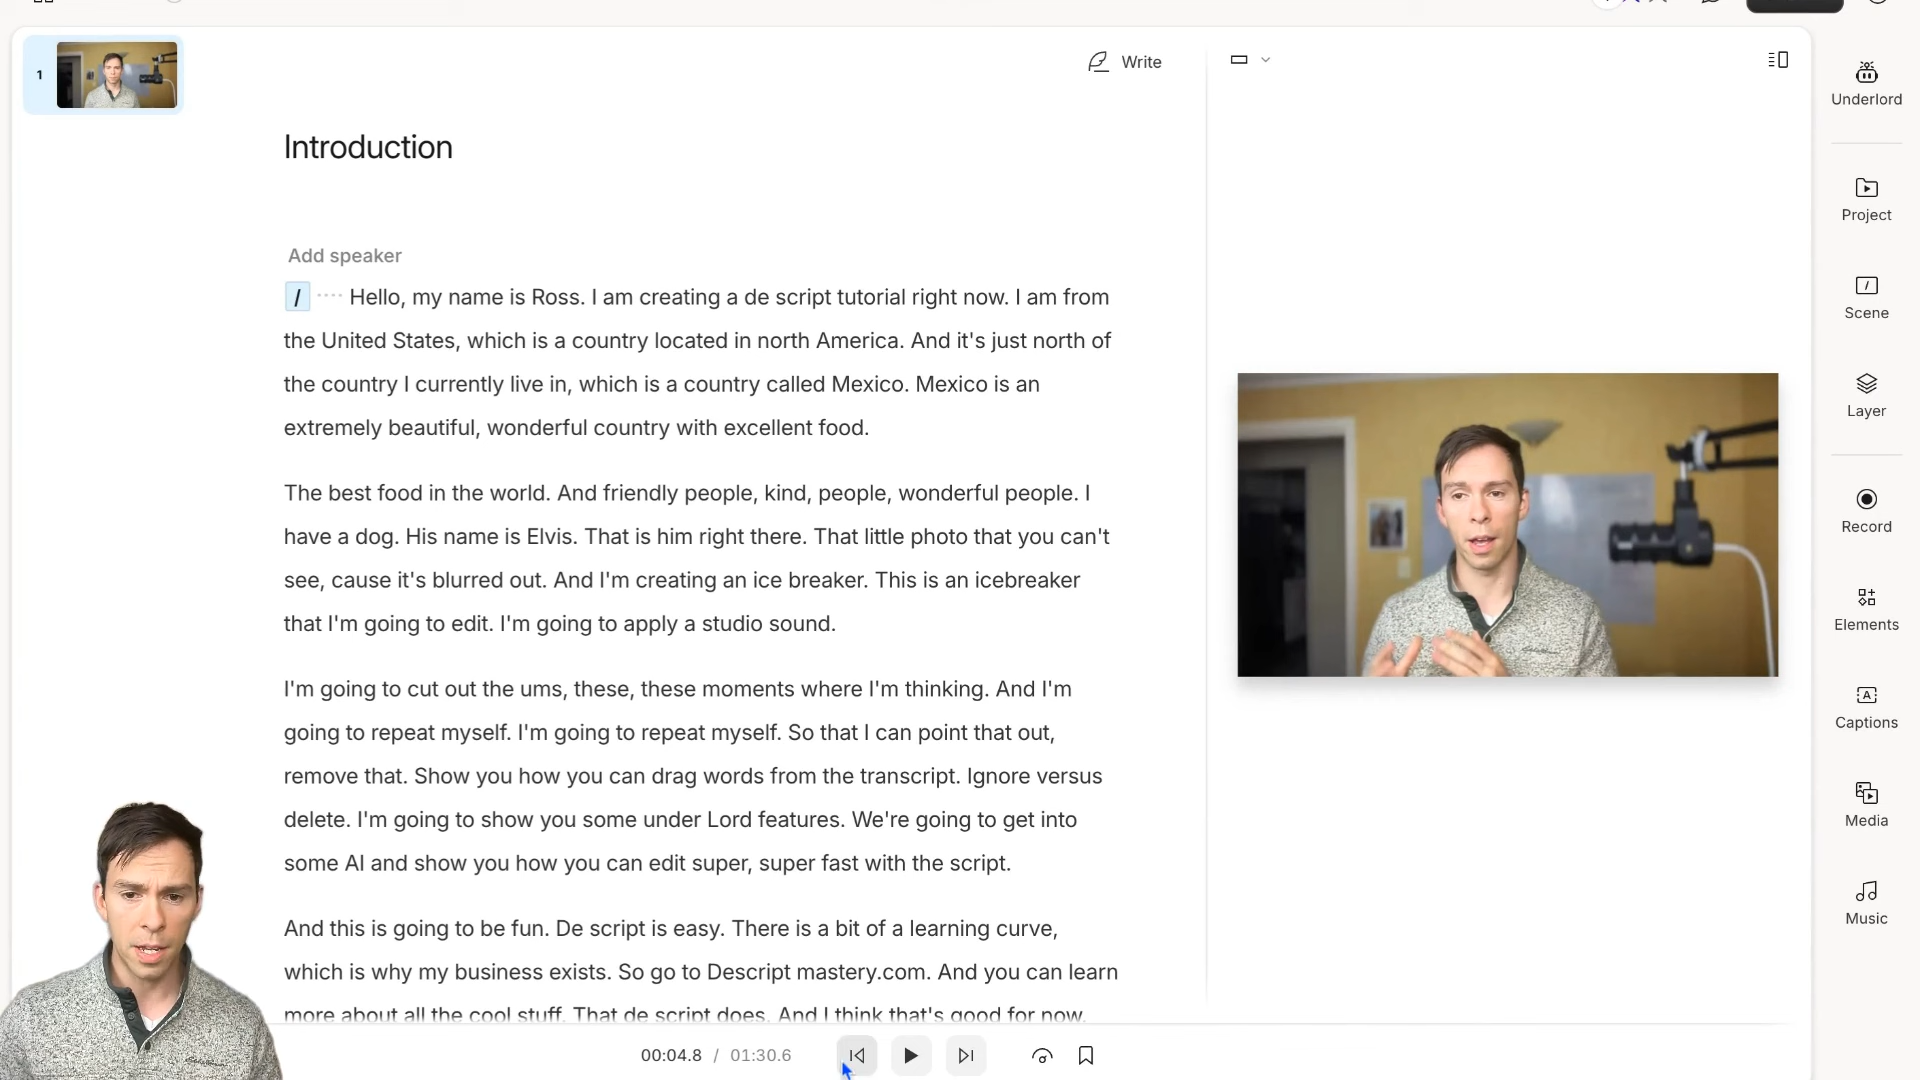 1
Write
Underlord
Introduction
Project
Add speaker
/ Hello, my name is Ross. I am creating a de script tutorial right now. I am from
the United States, which is a country located in north America. And it's just north of
the country I currently live in, which is a country called Mexico. Mexico is an
extremely beautiful, wonderful country with excellent food.
The best food in the world. And friendly people, kind, people, wonderful people. I
have a dog. His name is Elvis. That is him right there. That little photo that you can't
see, cause it's blurred out. And I'm creating an ice breaker. This is an icebreaker
that I'm going to edit. I'm going to apply a studio sound.
I'm going to cut out the ums, these, these moments where I'm thinking. And I'm
going to repeat myself. I'm going to repeat myself. So that I can point that out,
remove that. Show you how you can drag words from the transcript. Ignore versus
delete. I'm going to show you some under Lord features. We're going to get into
some AI and show you how you can edit super, super fast with the script.
And this is going to be fun. De script is easy. There is a bit of a learning curve,
which is why my business exists. So go to Descript mastery.com. And you can learn
more about all the cool stuff. That de script does. And I think that's good for now.
Scene
Layer
Record
Elements
Captions
Media
Music
00:04.8 / 01:30.6